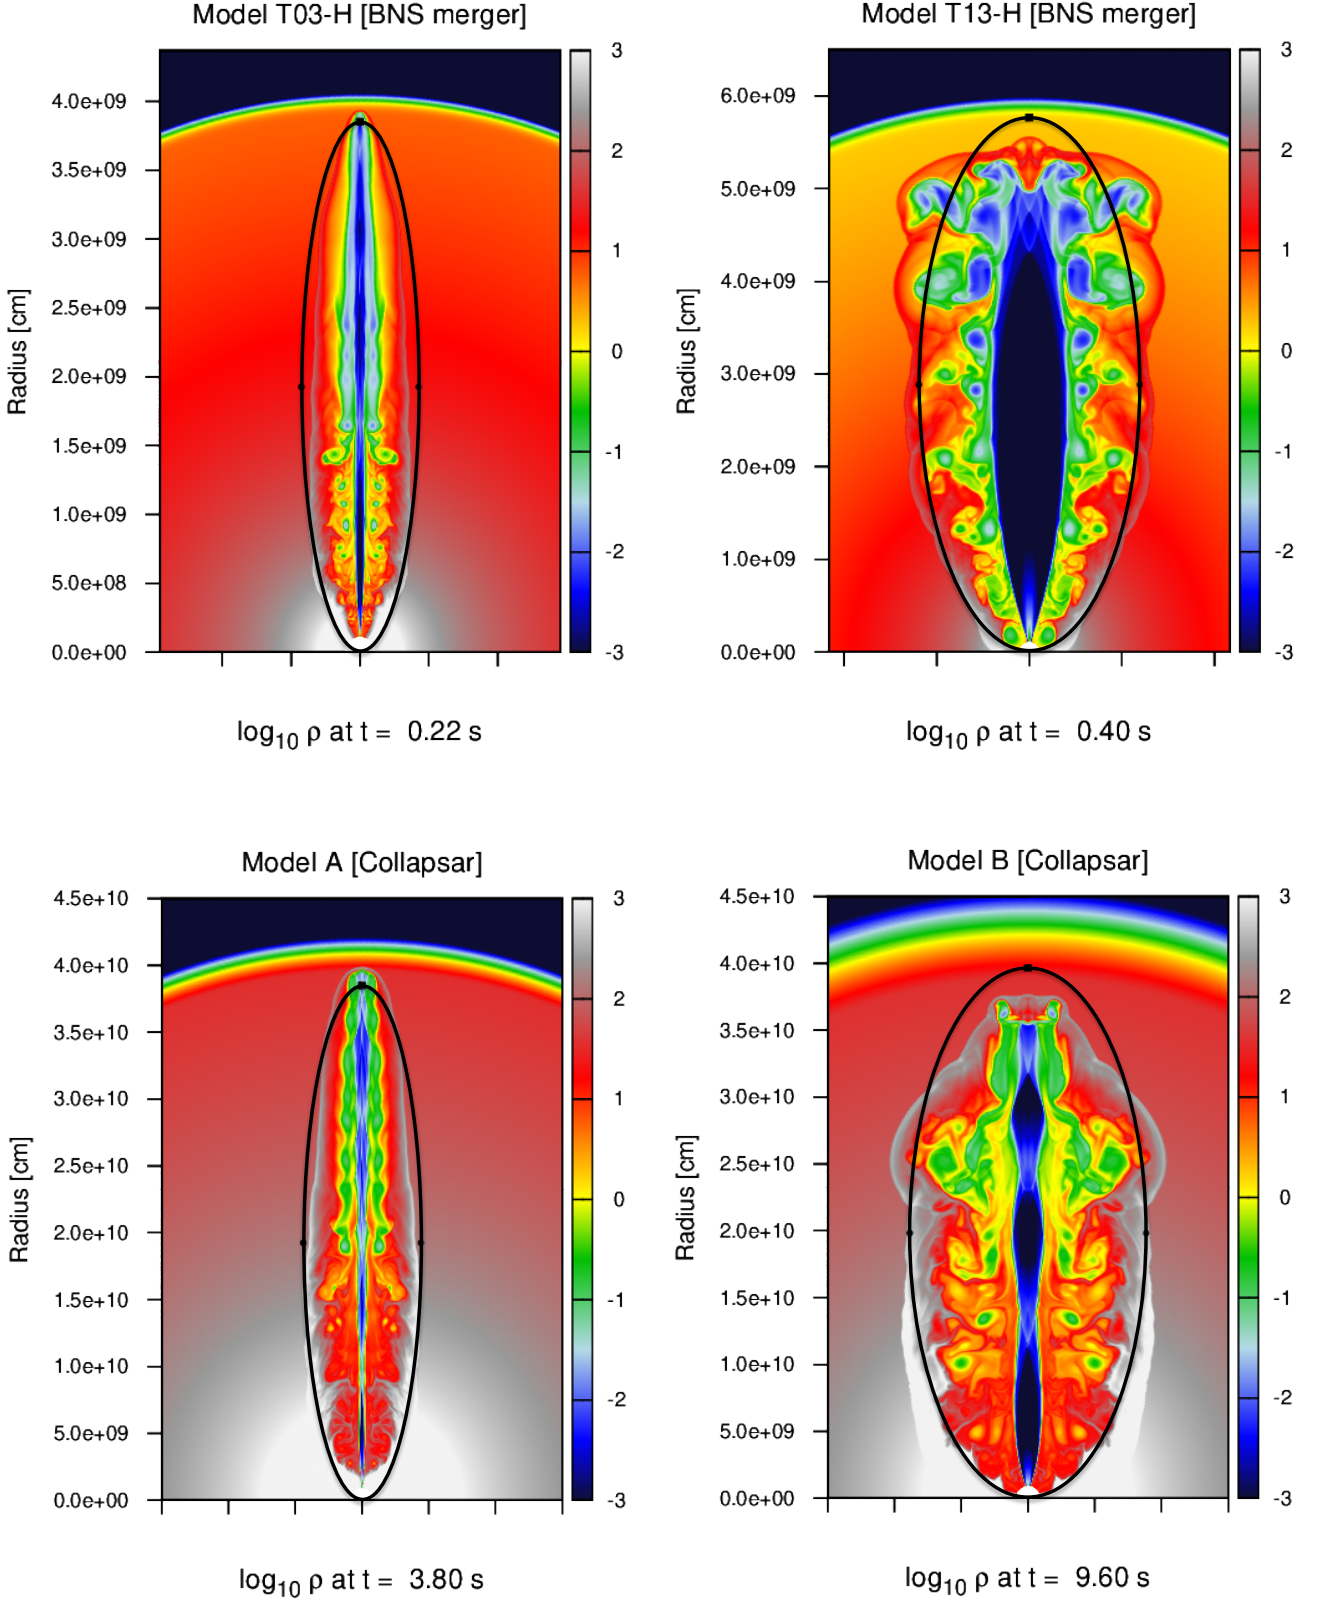 Model T03-H [BNS merger]
4.0e+09
3.5e+09
3.0e+09
2.5e+09
2.0e+09
1.5e+09
1.0e+09
5.0e+08
0.0e+00
Radius [cm]
3
2
1
0
-1
-2
-3
log10 ρ at t = 0.22 s
Model T13-H [BNS merger]
6.0e+09
5.0e+09
4.0e+09
3.0e+09
2.0e+09
1.0e+09
0.0e+00
Radius [cm]
3
2
1
0
-1
-2
-3
log10 ρ at t = 0.40 s
Model A [Collapsar]
4.5e+10
4.0e+10
3.5e+10
3.0e+10
2.5e+10
2.0e+10
1.5e+10
1.0e+10
5.0e+09
0.0e+00
Radius [cm]
3
2
1
0
-1
-2
-3
log10 ρ at t = 3.80 s
Model B [Collapsar]
4.5e+10
4.0e+10
3.5e+10
3.0e+10
2.5e+10
2.0e+10
1.5e+10
1.0e+10
5.0e+09
0.0e+00
Radius [cm]
3
2
1
0
-1
-2
-3
log10 ρ at t = 9.60 s